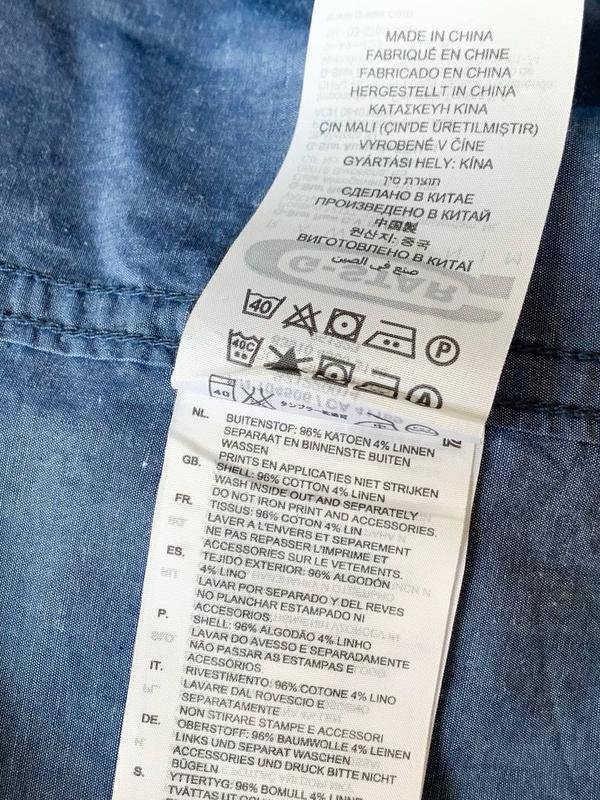 MADE IN CHINA
FABRIQUÉ EN CHINE
FABRICADO EN CHINA
HERGESTELLT IN CHINA
ΚΑΤΑΣΚΕΥΗ ΚΙΝΑ
ÇIN MALI (ÇIN'DE ÜRETILMIŞTIR)
VYROBENÉ V ČÍNE
GYÁRTÁSI HELY: KÍNA
תוצרת סין
СДЕЛАНО В КИТАЕ
ПРОИЗВЕДЕНО В КИТАЙ
中國製
원산지: 중국
ВИГОТОВЛЕНО В КИТАЇ
صنع في الصين
G-STAR
40 P
40C
40
NL. BUITENSTOF: 96% KATOEN 4% LINNEN
SEPARAAT EN BINNENSTE BUITEN
WASSEN
PRINTS EN APPLICATIES NIET STRIJKEN
GB. SHELL: 96% COTTON 4% LINEN
WASH INSIDE OUT AND SEPARATELY
DO NOT IRON PRINT AND ACCESSORIES.
FR. TISSUS: 96% COTON 4% LIN
LAVER A L'ENVERS ET SEPAREMENT
NE PAS REPASSER L'IMPRIME ET
ACCESSORIES SUR LE VETEMENTS.
ES. TEJIDO EXTERIOR: 96% ALGODÓN
4% LINO
LAVAR POR SEPARADO Y DEL REVES
NO PLANCHAR ESTAMPADO NI
ACCESORIOS.
P. SHELL: 96% ALGODÃO 4% LINHO
LAVAR DO AVESSO E SEPARADAMENTE
NÃO PASSAR AS ESTAMPAS E
ACESSÓRIOS.
IT. RIVESTIMENTO: 96% COTONE 4% LINO
LAVARE DAL ROVESCIO E
SEPARATAMENTE
NON STIRARE STAMPE E ACCESSORI
DE. OBERSTOFF: 96% BAUMWOLLE 4% LEINEN
LINKS UND SEPARAT WASCHEN
ACCESSORIES UND DRUCK BITTE NICHT
BÜGELN
S. YTTERTYG: 96% BOMULL 4% LINNE
TVÄTTAS UT OCH